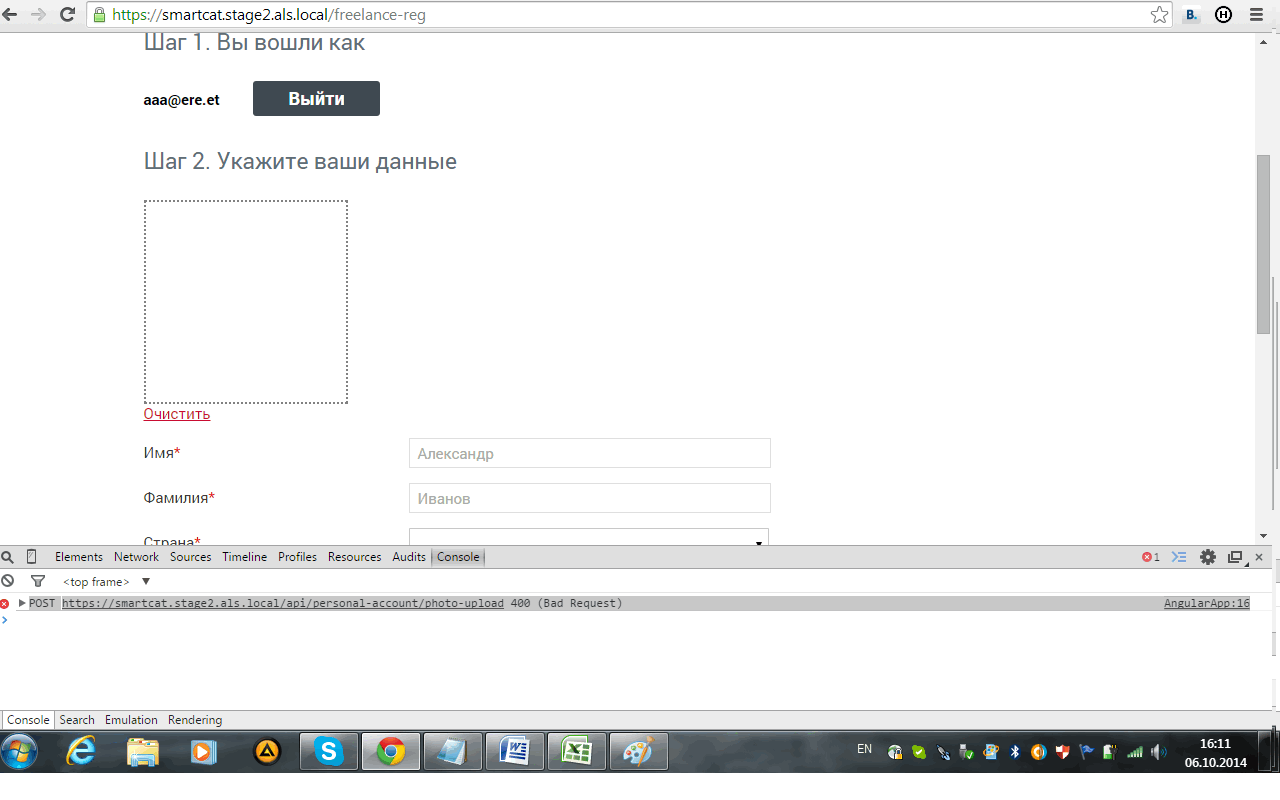 https://smartcat.stage2.als.local/freelance-reg
B.
H
Шаг 1. Вы вошли как
aaa@ere.et
Выйти
Шаг 2. Укажите ваши данные
Очистить
Имя*
Александр
Фамилия*
Иванов
Страна*
Elements Network Sources Timeline Profiles Resources Audits Console
1
<top frame>
POST https://smartcat.stage2.als.local/api/personal-account/photo-upload 400 (Bad Request)
AngularApp:16
Console Search Emulation Rendering
EN
16:11
06.10.2014